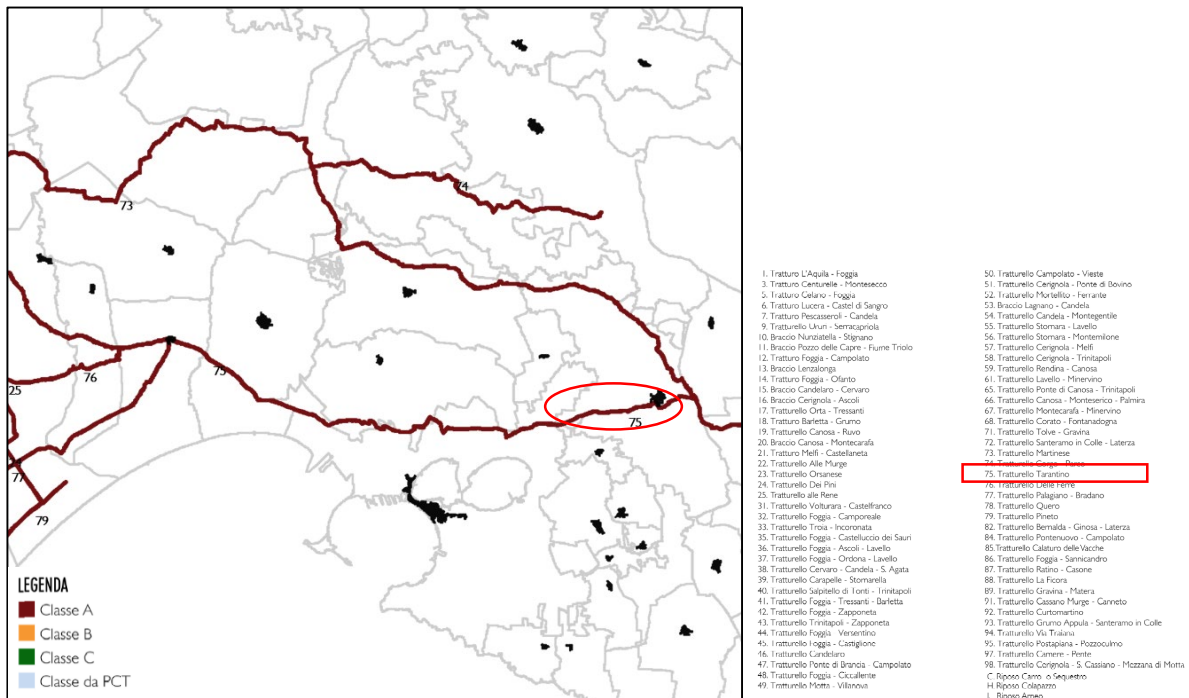 74
73
75
76
25
75
77
79
LEGENDA
Classe A
Classe B
Classe C
Classe da PCT
1. Tratturo L'Aquila - Foggia
3. Tratturo Centurelle - Montesecco
5. Tratturo Celano - Foggia
6. Tratturo Lucera - Castel di Sangro
7. Tratturo Pescasseroli - Candela
9. Tratturello Ururi - Serracapriola
10. Braccio Nunziatella - Stignano
11. Braccio Pozzo delle Capre - Fiume Triolo
12. Tratturo Foggia - Campolato
13. Braccio Lenzalonga
14. Tratturo Foggia - Ofanto
15. Braccio Candelaro - Cervaro
16. Braccio Cerignola - Ascoli
17. Tratturello Orta - Tressanti
18. Tratturo Barletta - Grumo
19. Tratturello Canosa - Ruvo
20. Braccio Canosa - Montecarafa
21. Tratturo Melfi - Castellaneta
22. Tratturello Alle Murge
23. Tratturello Orsanese
24. Tratturello Dei Pini
25. Tratturello alle Rene
31. Tratturello Volturara - Castelfranco
32. Tratturello Foggia - Camporeale
33. Tratturello Troia - Incoronata
35. Tratturello Foggia - Castelluccio dei Sauri
36. Tratturello Foggia - Ascoli - Lavello
37. Tratturello Foggia - Ordona - Lavello
38. Tratturello Cervaro - Candela - S. Agata
39. Tratturello Carapelle - Stornarella
40. Tratturello Salpitello di Tonti - Trinitapoli
41. Tratturello Foggia - Tressanti - Barletta
42. Tratturello Foggia - Zapponeta
43. Tratturello Trinitapoli - Zapponeta
44. Tratturello Foggia Versentino
45. Tratturello Foggia - Castiglione
46. Tratturello Candelaro
47. Tratturello Ponte di Brancia - Campolato
48. Tratturello Foggia - Ciccallente
49. Tratturello Motta - Villanova
50. Tratturello Campolato - Vieste
51. Tratturello Cerignola - Ponte di Bovino
52. Tratturello Mortellito - Ferrante
53. Braccio Lagnano - Candela
54. Tratturello Candela - Montegentile
55. Tratturello Stornara - Lavello
56. Tratturello Stornara - Montemilone
57. Tratturello Cerignola - Melfi
58. Tratturello Cerignola - Trinitapoli
59. Tratturello Rendina - Canosa
61. Tratturello Lavello - Minervino
65. Tratturello Ponte di Canosa - Trinitapoli
66. Tratturello Canosa - Monteserico - Palmira
67. Tratturello Montecarafa - Minervino
68. Tratturello Corato - Fontanadogna
71. Tratturello Tolve - Gravina
72. Tratturello Santeramo in Colle - Laterza
73. Tratturello Martinese
74. Tratturello Gorgo - Parco
75. Tratturello Tarantino
76. Tratturello Delle Ferre
77. Tratturello Palagiano - Bradano
78. Tratturello Quero
79. Tratturello Pineto
82. Tratturello Bernalda - Ginosa - Laterza
84. Tratturello Pontenuovo - Campolato
85. Tratturello Calaturo delle Vacche
86. Tratturello Foggia - Sannicandro
87. Tratturello Ratino - Casone
88. Tratturello La Ficora
89. Tratturello Gravina - Matera
91. Tratturello Cassano Murge - Canneto
92. Tratturello Curtomartino
93. Tratturello Grumo Appula - Santeramo in Colle
94. Tratturello Via Traiana
95. Tratturello Postapiana - Pozzoculmo
97. Tratturello Camere - Pente
98. Tratturello Cerignola - S. Cassiano - Mezzana di Motta
C. Riposo Carro o Sequestro
H. Riposo Colapazzo
L. Riposo Arneo